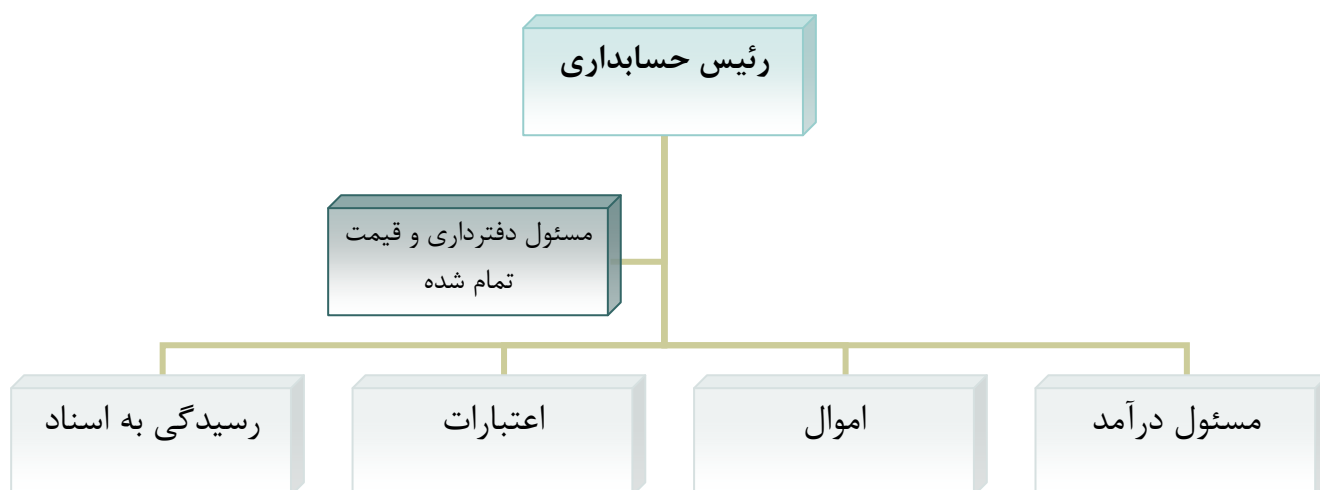 رئیس حسابداری
مسئول دفترداری و قیمت
تمام شده
مسئول درآمد
اموال
اعتبارات
رسیدگی به اسناد